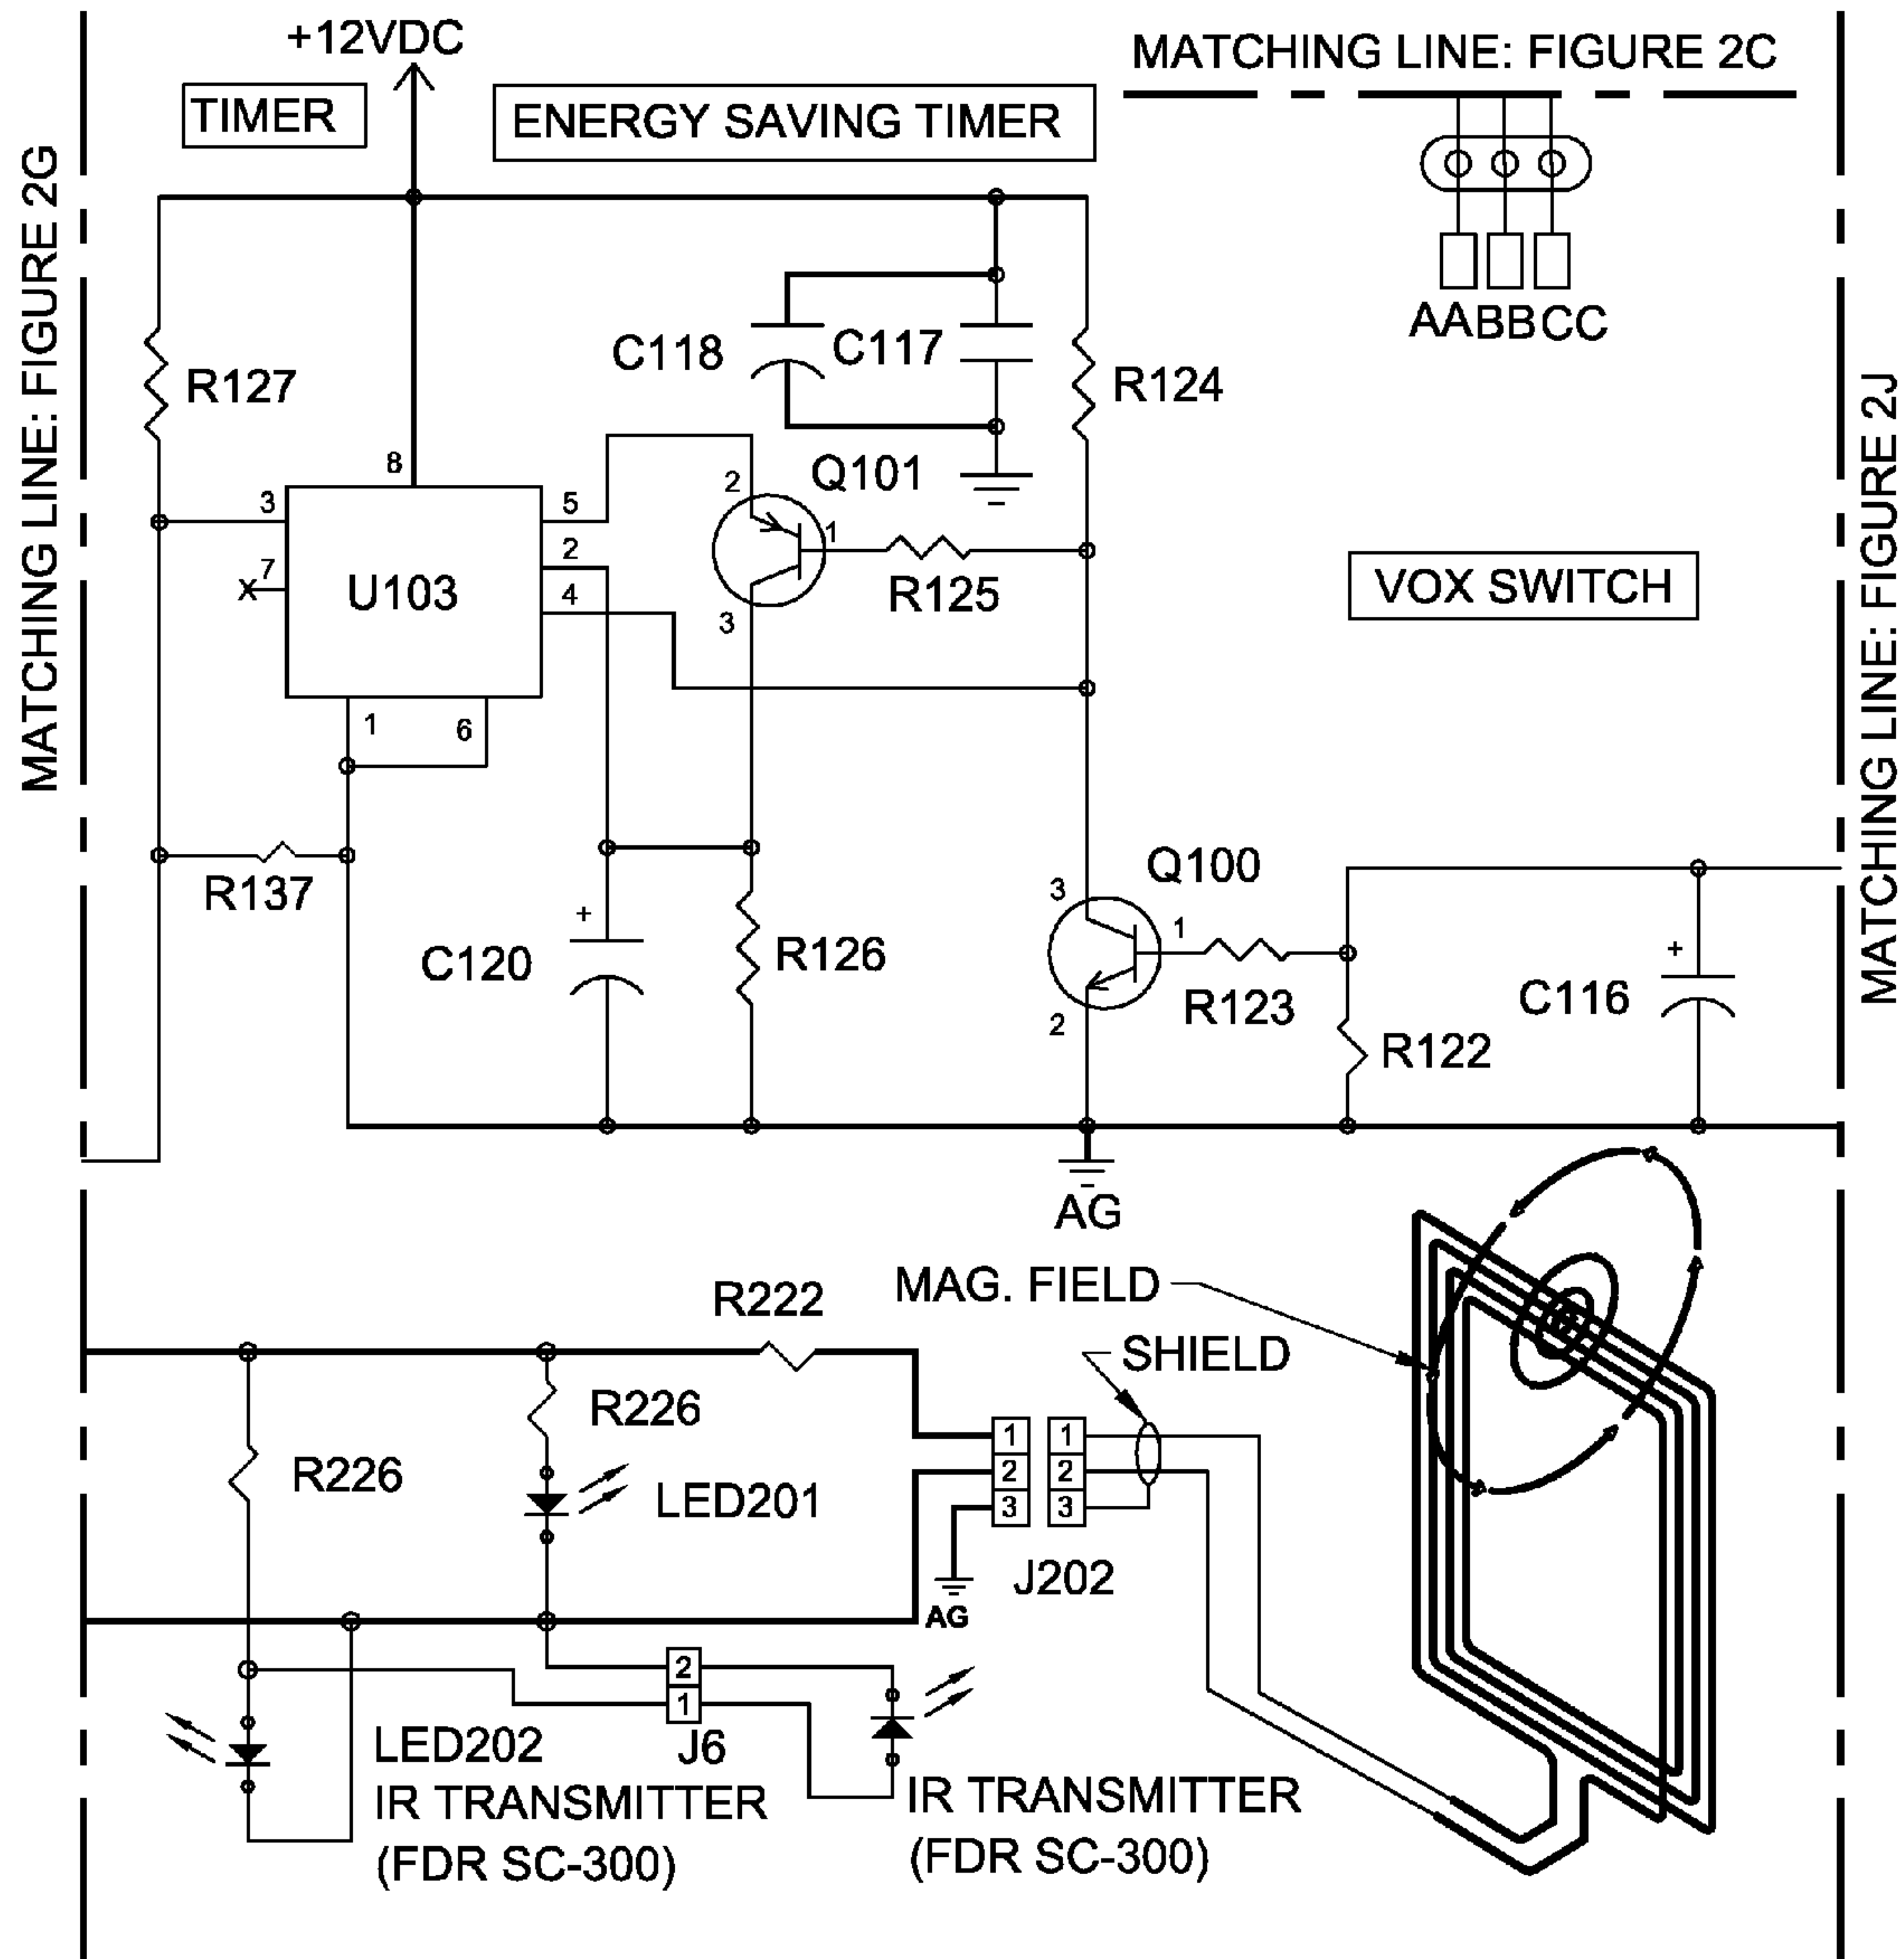 +12VDC
MATCHING LINE: FIGURE 2C
TIMER
ENERGY SAVING TIMER
MATCHING LINE: FIGURE 2G
AABBCC
C118
C117
R127
R124
MATCHING LINE: FIGURE 2J
8
2
Q101
3
5
1
7
X
U103
2
4
R125
VOX SWITCH
3
1
6
R137
Q100
3
+
1
+
C120
R126
R123
C116
2
R122
AG
MAG. FIELD
R222
SHIELD
R226
1
1
R226
2
2
LED201
3
3
J202
AG
2
1
LED202
J6
IR TRANSMITTER
(FDR SC-300)
IR TRANSMITTER
(FDR SC-300)